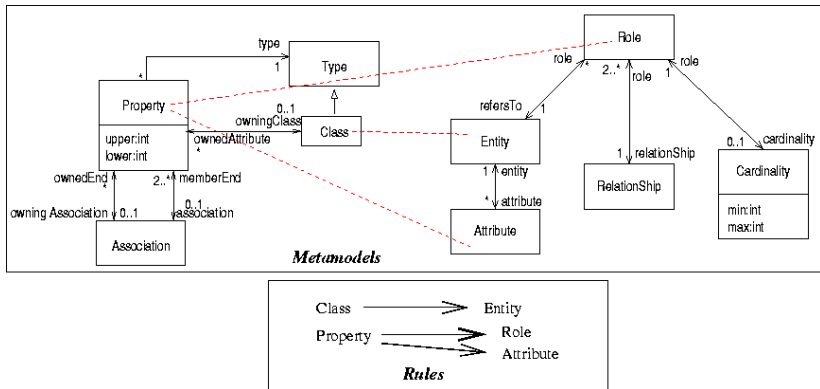 type
1
Type
*
Property
upper:int
lower:int
0..1
owningClass
ownedAttribute
*
Class
ownedEnd
*
2..*
memberEnd
owning Association
0..1
0..1
association
Association
Role
role
*
2..*
role
1
role
refersTo
1
Entity
1
entity
*
attribute
Attribute
1
relationShip
RelationShip
0..1
cardinality
Cardinality
min:int
max:int
Metamodels
Class
Entity
Property
Role
Attribute
Rules